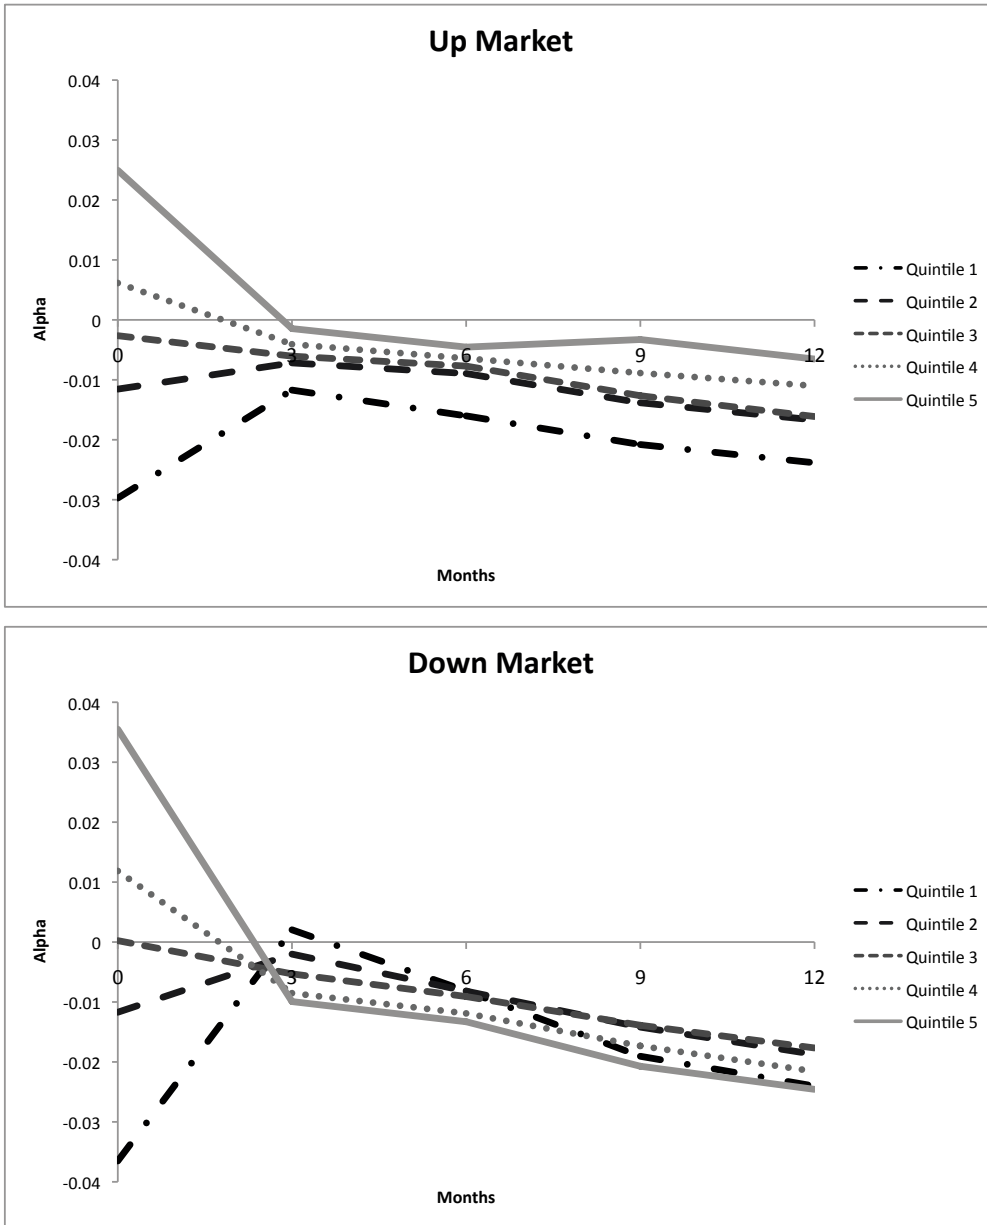 Up Market
0.04
0.03
0.02
0.01
0
-0.01
-0.02
-0.03
-0.04
Alpha
0 3 6 9 12
Months
Quintile 1
Quintile 2
Quintile 3
Quintile 4
Quintile 5
Down Market
0.04
0.03
0.02
0.01
0
-0.01
-0.02
-0.03
-0.04
Alpha
0 3 6 9 12
Months
Quintile 1
Quintile 2
Quintile 3
Quintile 4
Quintile 5